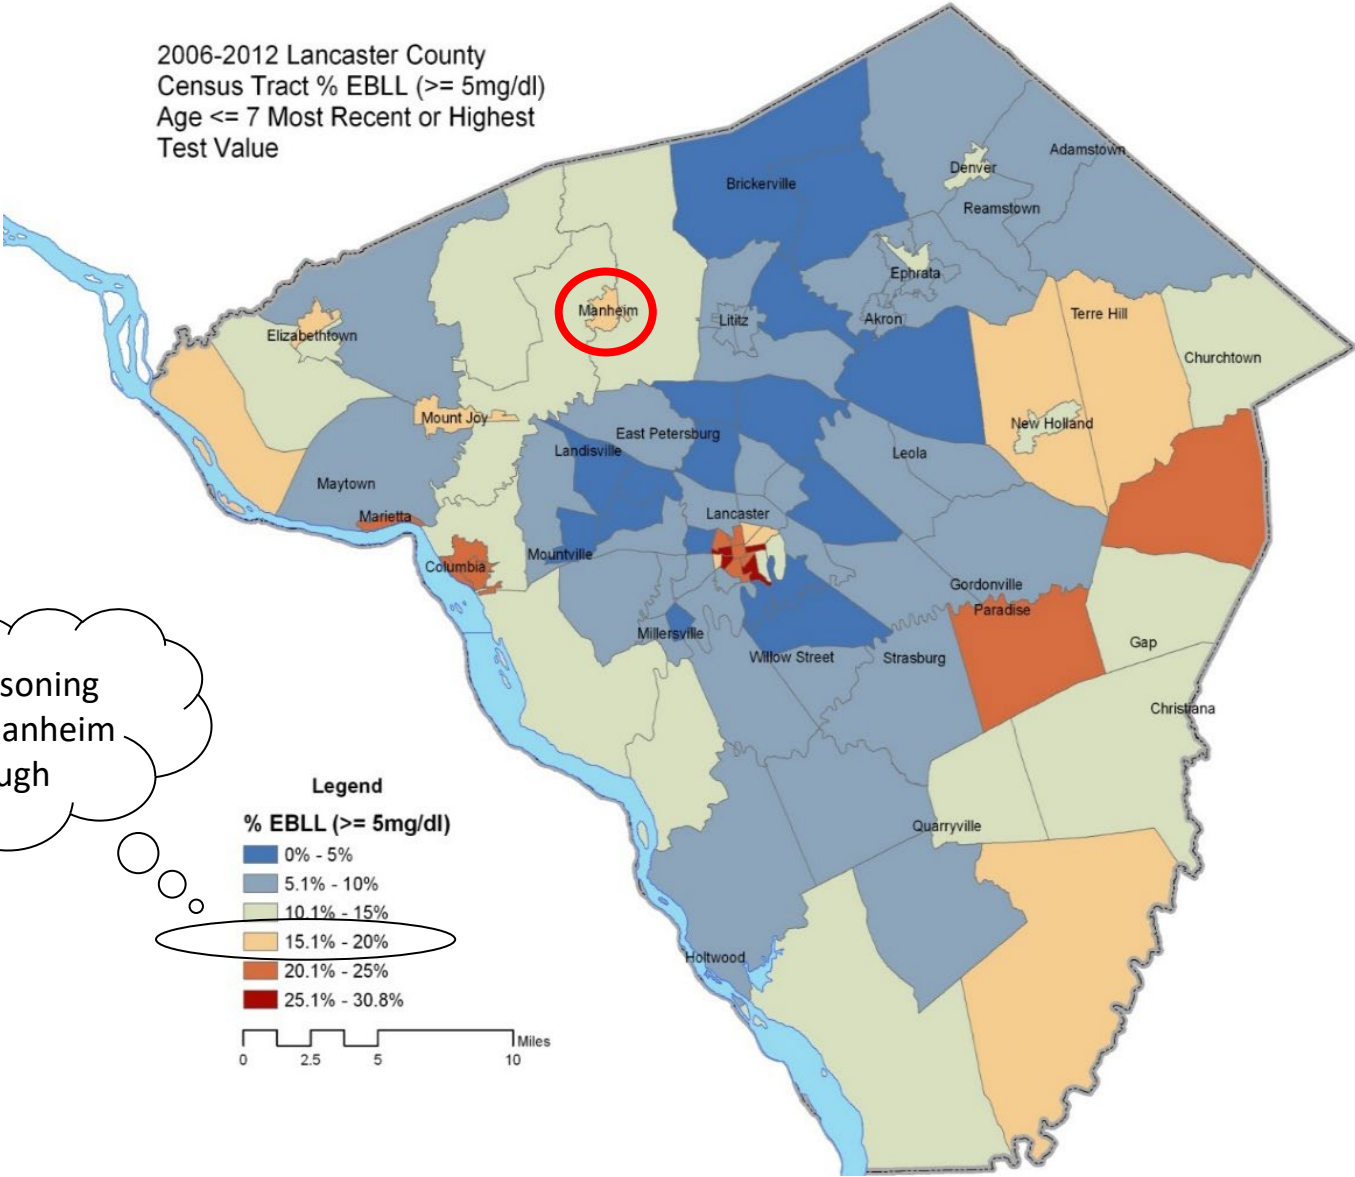 2006-2012 Lancaster County
Census Tract % EBLL (>= 5mg/dl)
Age <= 7 Most Recent or Highest
Test Value
Brickerville
Denver
Adamstown
Reamstown
Ephrata
Manheim
Lititz
Akron
Terre Hill
Elizabethtown
Churchtown
Mount Joy
New Holland
East Petersburg
Landisville
Leola
Maytown
Marietta
Lancaster
Mountville
Columbia
Gordonville
Paradise
Millersville
Gap
Willow Street
Strasburg
Christiana
soning
anheim
ugh
Quarryville
Holtwood
Legend
% EBLL (>= 5mg/dl)
0% - 5%
5.1% - 10%
10.1% - 15%
15.1% - 20%
20.1% - 25%
25.1% - 30.8%
Miles
0 2.5 5 10